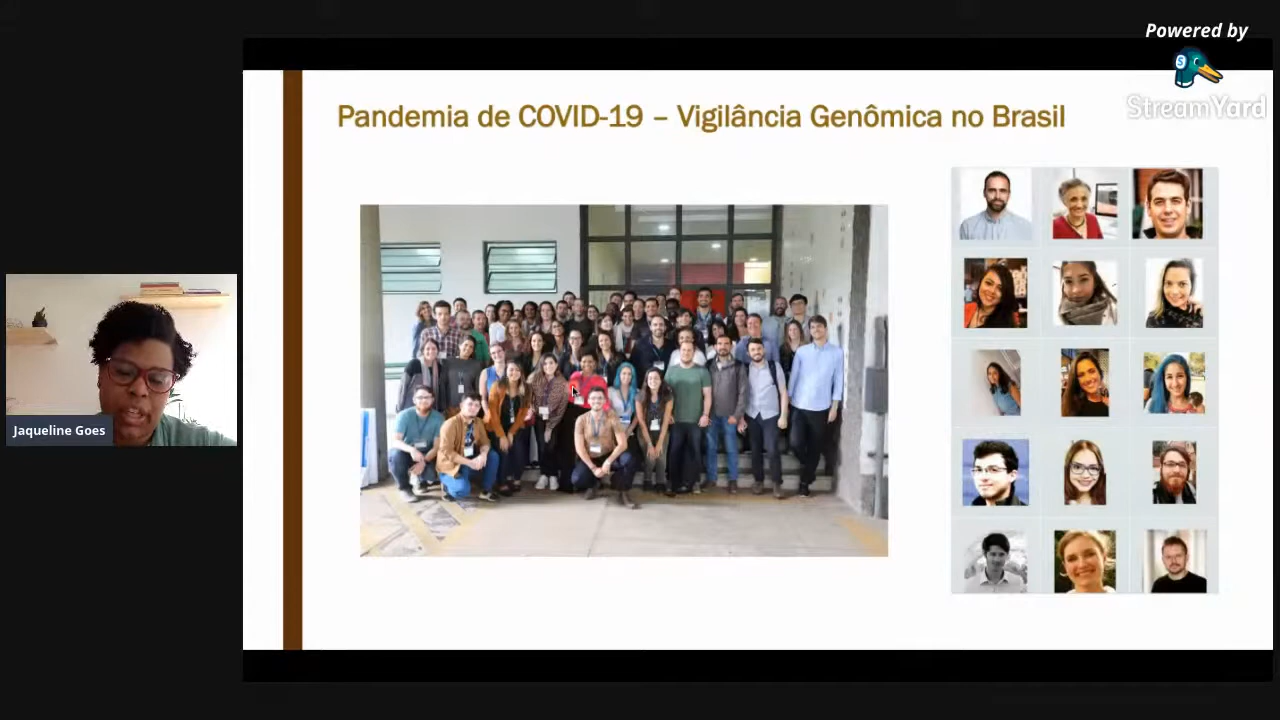 Powered by
StreamYard
Pandemia de COVID-19 – Vigilância Genômica no Brasil
Jaqueline Goes